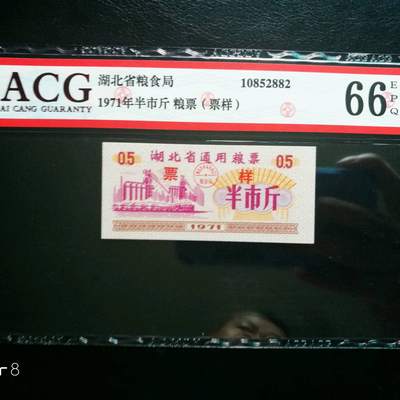 ACG
AI CANG GUARANTY
湖北省粮食局 10852882
1971年半市斤 粮票（票样）
66 EPQ
05 湖北省通用粮票 05
票 样
半市斤
1971
8